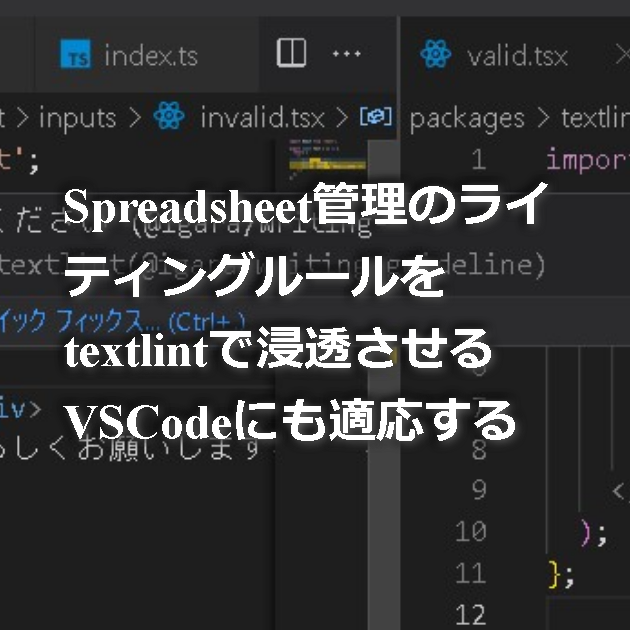 index.ts
valid.tsx
inputs > invalid.tsx >
packages > textlin
t';
1 impor
ください (@igara/writing
Spreadsheet管理のライ
textlint(@igara/writing-guideline)
ティングルールを
イック フィックス... (Ctrl+.)
textlintで浸透させる
iv>
VSCodeにも適応する
しくお願いします
8
9 </
10 );
11 };
12